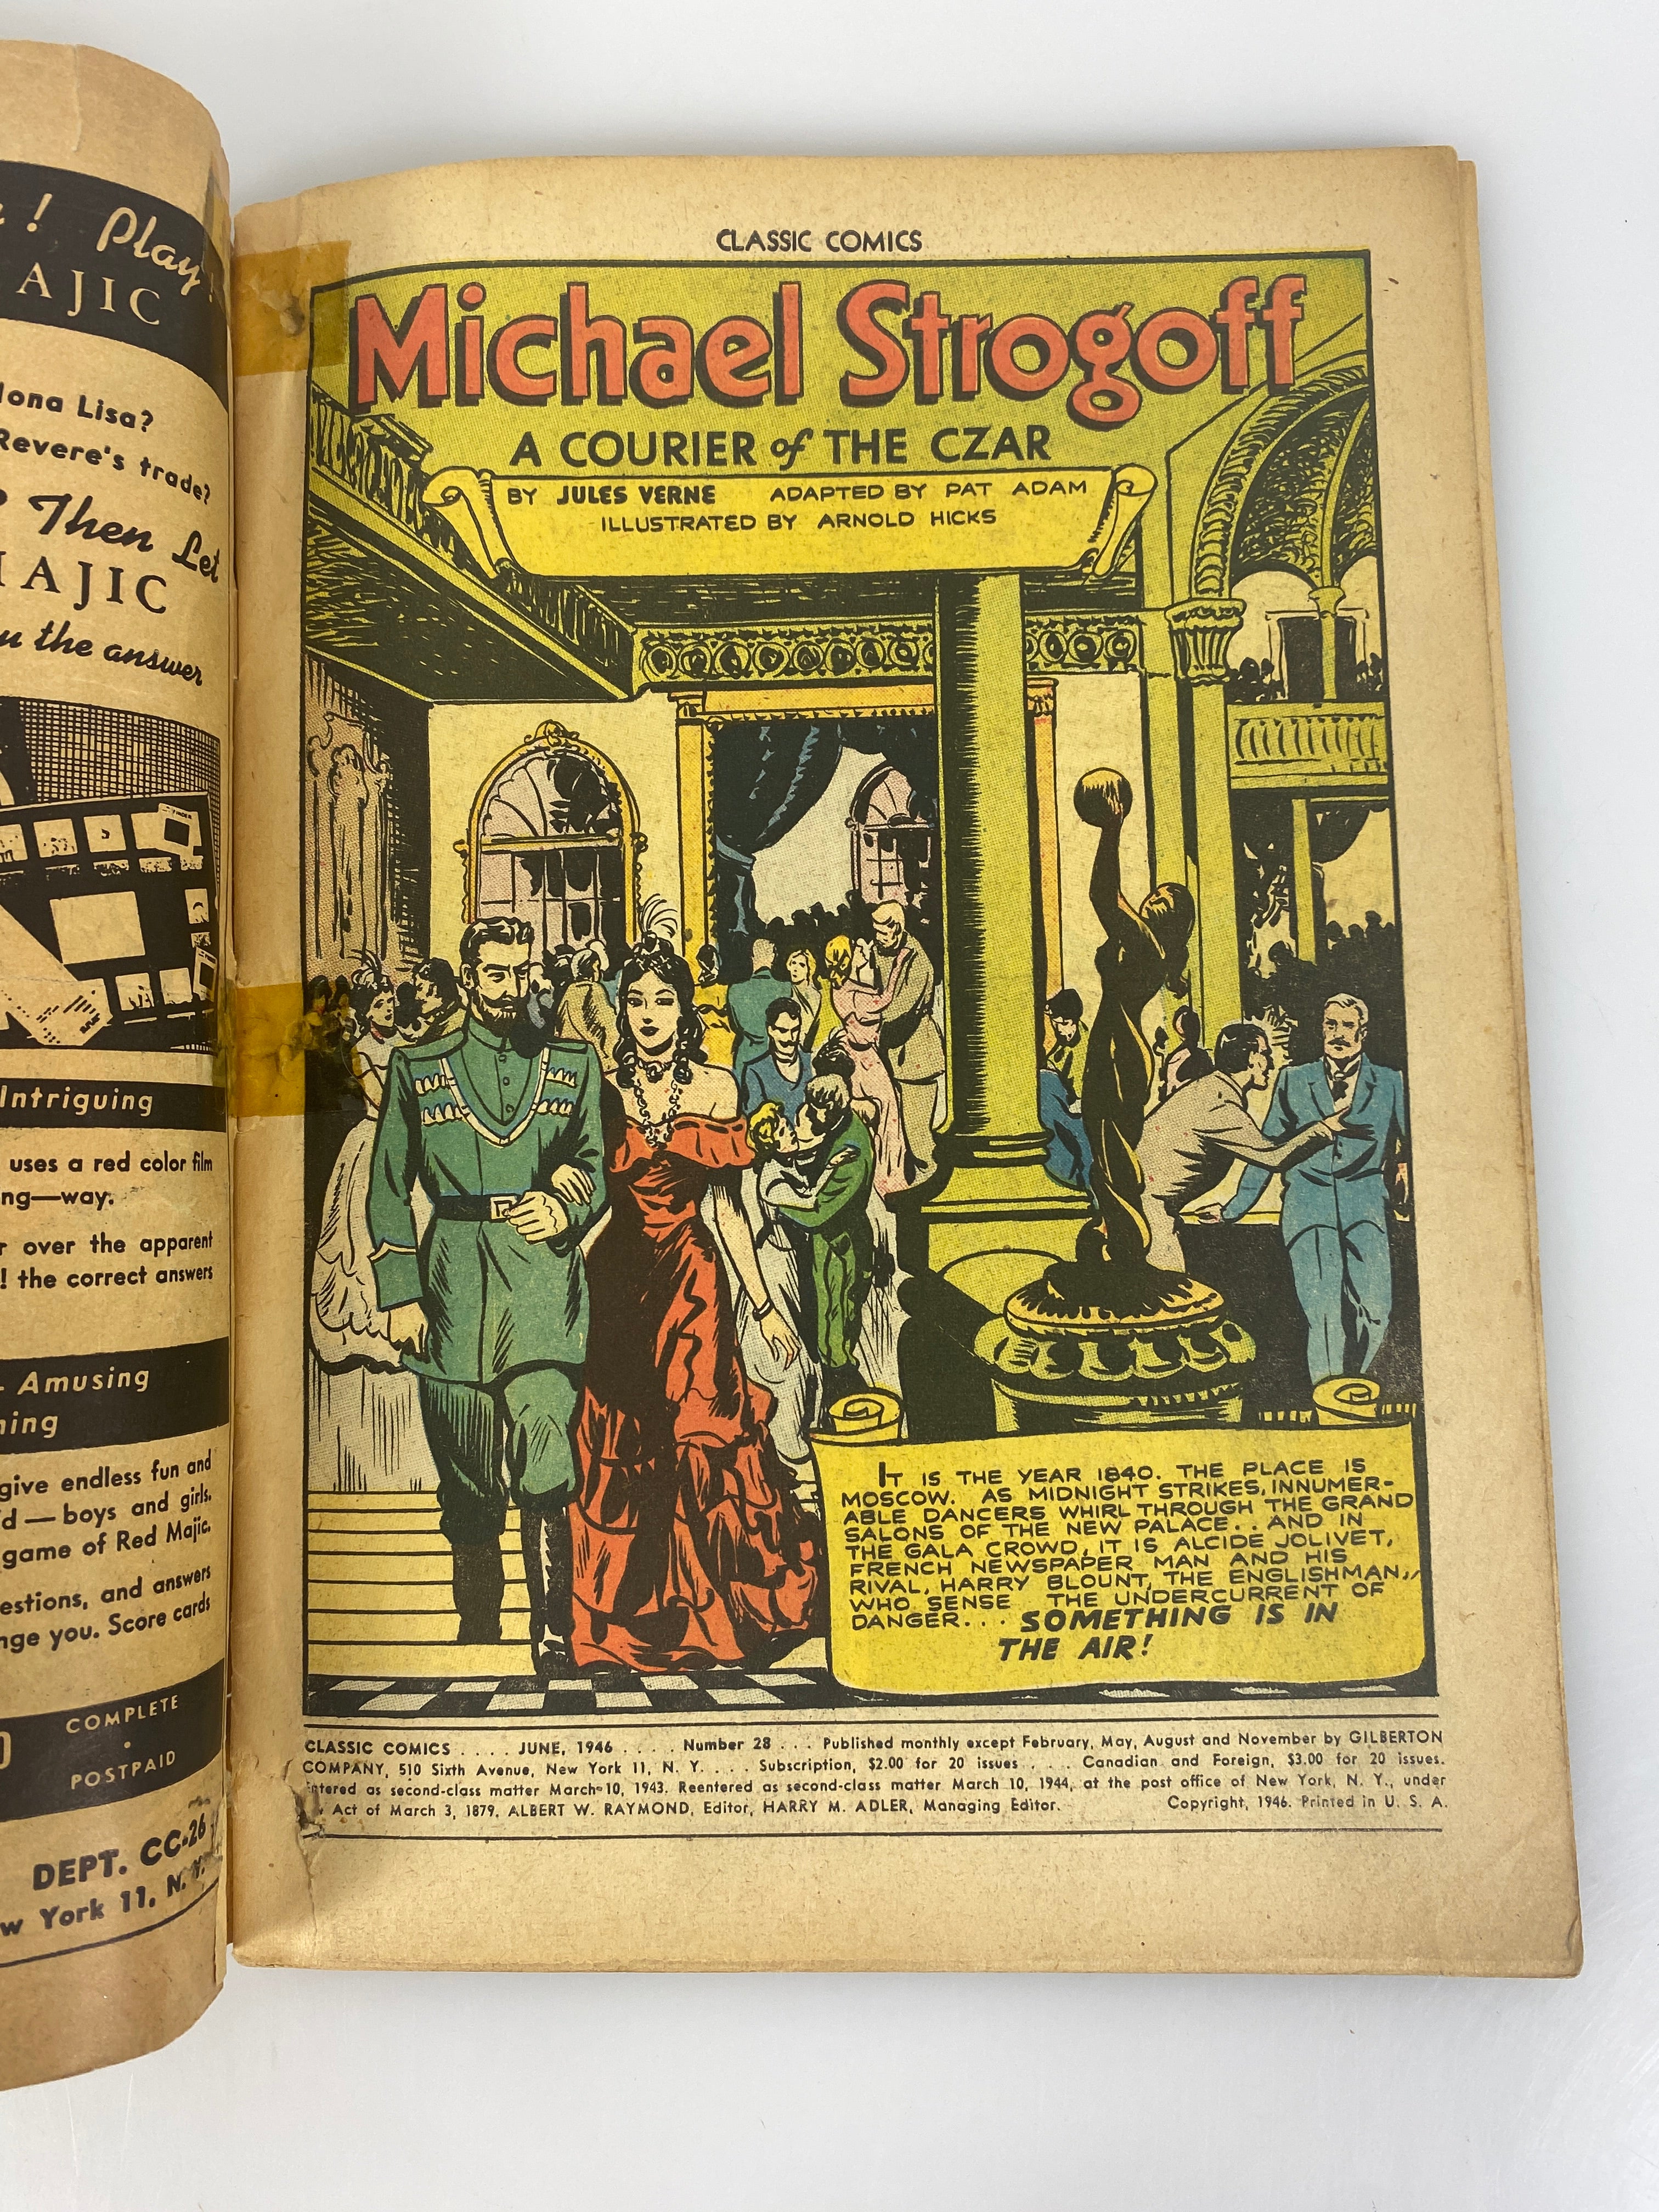 ! Play!
AJIC
Lisa?
Revere's trade?
? Then Let
AJIC
the answer
FINDER
Intriguing
uses a red color film
ng—way.
over the apparent
! the correct answers
Amusing
give endless fun and
— boys and girls.
game of Red Majic.
estions, and answers
you. Score cards
COMPLETE
•
POSTPAID
DEPT. CC-26
York 11, N. Y.
CLASSIC COMICS
Michael Strogoff
A COURIER of THE CZAR
BY JULES VERNE ADAPTED BY PAT ADAM
ILLUSTRATED BY ARNOLD HICKS
IT IS THE YEAR 1840. THE PLACE IS
MOSCOW. AS MIDNIGHT STRIKES, INNUMER-
ABLE DANCERS WHIRL THROUGH THE GRAND
SALONS OF THE NEW PALACE.. AND IN
THE GALA CROWD, IT IS ALCIDE JOLIVET,
FRENCH NEWSPAPER MAN AND HIS
RIVAL, HARRY BLOUNT, THE ENGLISHMAN,
WHO SENSE THE UNDERCURRENT OF
DANGER... SOMETHING IS IN
THE AIR!
CLASSIC COMICS .... JUNE, 1946 .... Number 28 ... Published monthly except February, May, August and November by GILBERTON
COMPANY, 510 Sixth Avenue, New York 11, N. Y. ... Subscription, $2.00 for 20 issues ... Canadian and Foreign, $3.00 for 20 issues.
Entered as second-class matter March 10, 1943. Reentered as second-class matter March 10, 1944, at the post office of New York, N. Y., under
Act of March 3, 1879. ALBERT W. RAYMOND, Editor, HARRY M. ADLER, Managing Editor. Copyright, 1946. Printed in U. S. A.